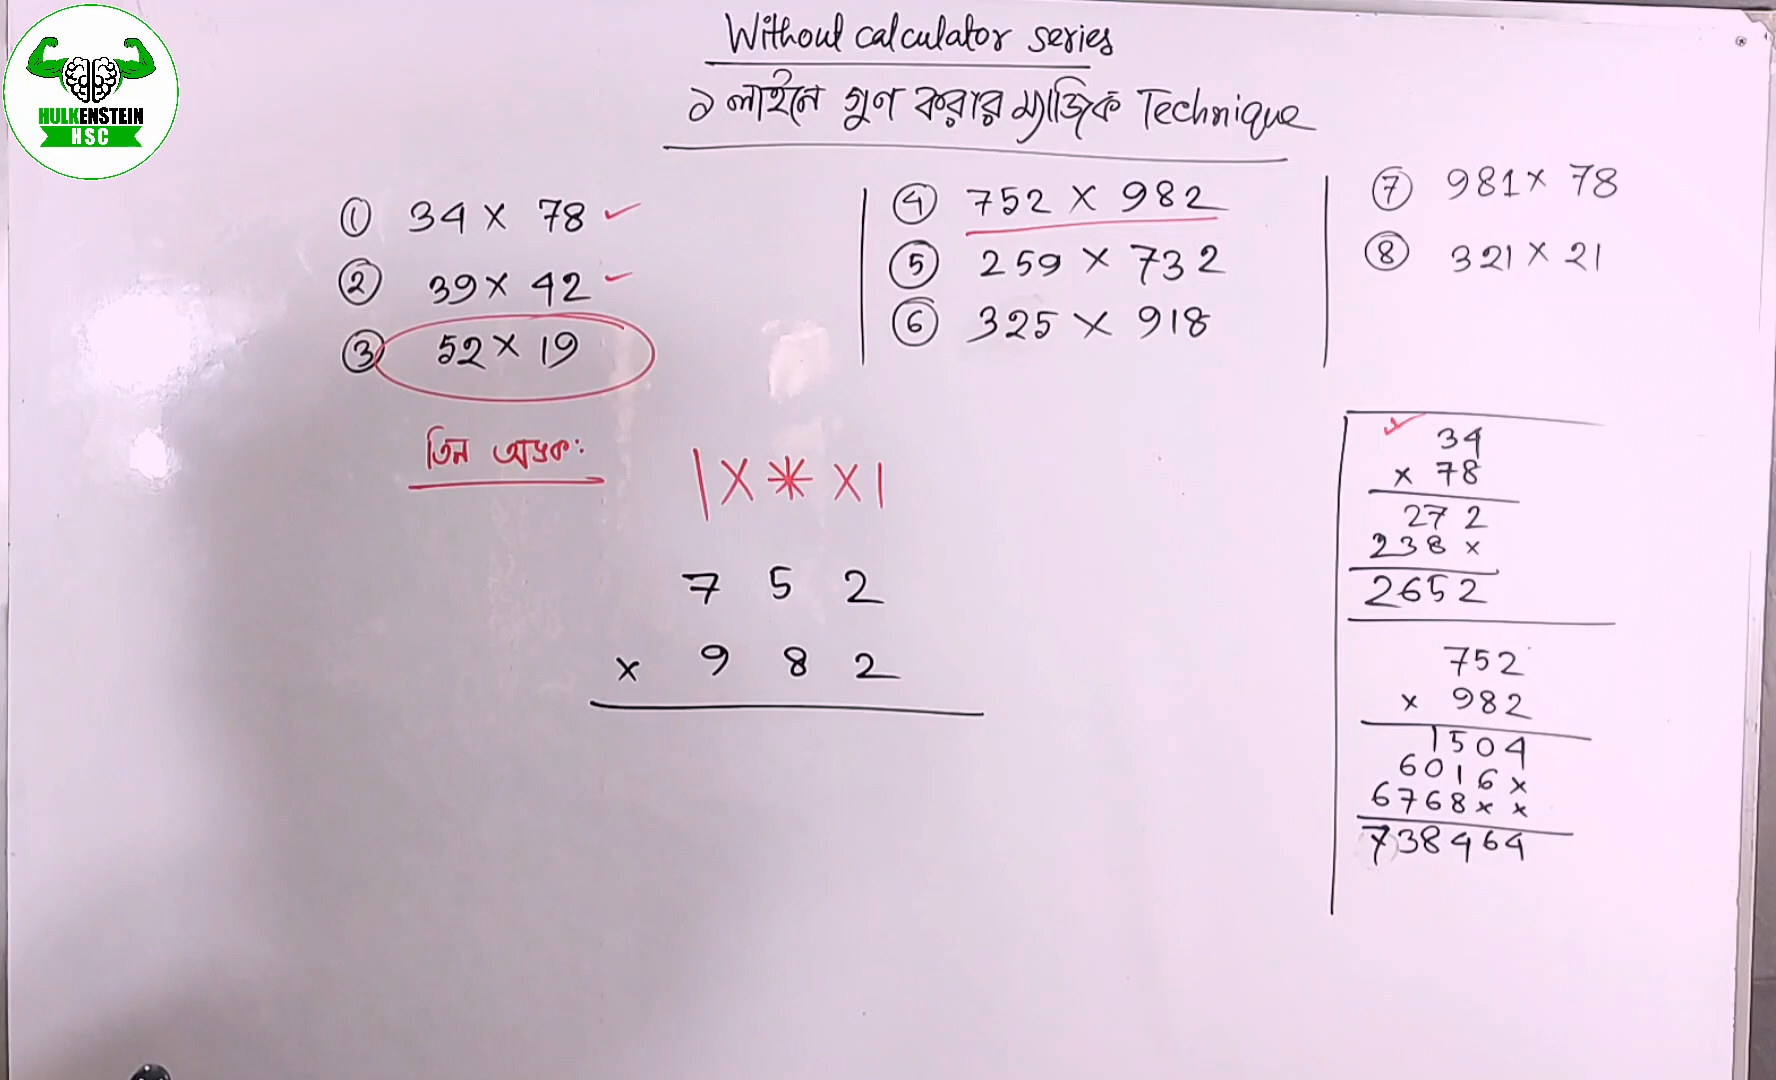 HULKENSTEIN
HSC
Without calculator series
১ লাইনে গুণ করার ম্যাজিক Technique
① 34 × 78 ✓
② 39 × 42 ✓
③ 52 × 19
④ 752 × 982
⑤ 259 × 732
⑥ 325 × 918
⑦ 981 × 78
⑧ 321 × 21
তিন অঙ্ক:
| X * X |
7 5 2
× 9 8 2
✓ 34
× 78
272
238 ×
2652
752
× 982
1504
6016 ×
6768 × ×
738464